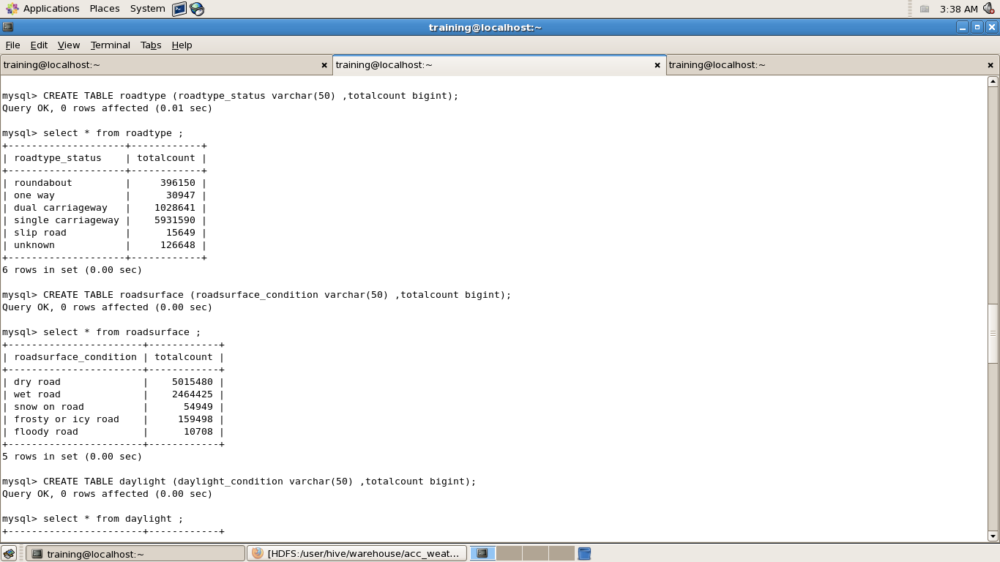 Applications Places System 3:38 AM
training@localhost:~
File Edit View Terminal Tabs Help
training@localhost:~ training@localhost:~ training@localhost:~
mysql> CREATE TABLE roadtype (roadtype_status varchar(50) ,totalcount bigint);
Query OK, 0 rows affected (0.01 sec)
mysql> select * from roadtype ;
+--------------------+------------+
| roadtype_status    | totalcount |
+--------------------+------------+
| roundabout         |     396150 |
| one way            |      30947 |
| dual carriageway   |    1028641 |
| single carriageway |    5931590 |
| slip road          |      15649 |
| unknown            |     126648 |
+--------------------+------------+
6 rows in set (0.00 sec)
mysql> CREATE TABLE roadsurface (roadsurface_condition varchar(50) ,totalcount bigint);
Query OK, 0 rows affected (0.00 sec)
mysql> select * from roadsurface ;
+-----------------------+------------+
| roadsurface_condition | totalcount |
+-----------------------+------------+
| dry road              |    5015480 |
| wet road              |    2464425 |
| snow on road          |      54949 |
| frosty or icy road    |     159498 |
| floody road           |      10708 |
+-----------------------+------------+
5 rows in set (0.00 sec)
mysql> CREATE TABLE daylight (daylight_condition varchar(50) ,totalcount bigint);
Query OK, 0 rows affected (0.00 sec)
mysql> select * from daylight ;
+-----------------------+------------+
training@localhost:~ [HDFS:/user/hive/warehouse/acc_weat...